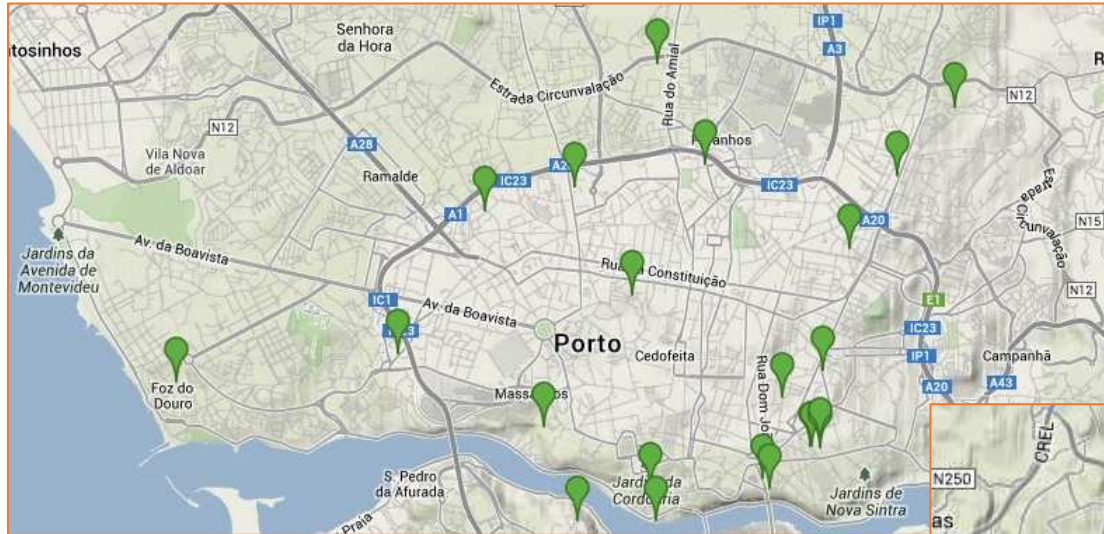 Senhora
da Hora
tosinhos
IP1
A3
Estrada Circunvalação
Rua do Amial
R
N12
N12
A28
Vila Nova
de Aldoar
Ramalde
IC23
IC23
A1
A20
Estrada
Circunvalação
N15
Jardins da
Avenida de
Montevideu
Av. da Boavista
Constituição
N12
IC1
Av. da Boavista
E1
IC23
Porto
Cedofeita
IP1
Campanhã
Foz do
Douro
Rua Dom Jo
A20
A43
S. Pedro
da Afurada
Praia
Jardins de
Nova Sintra
CREL
N250
as